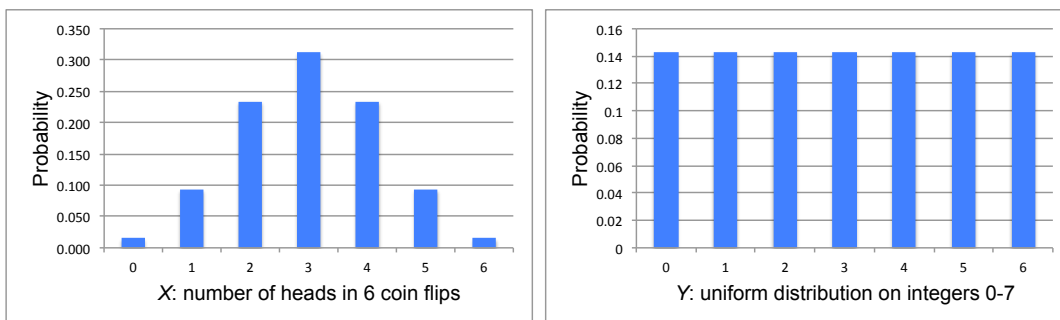 Probability
0.350
0.300
0.250
0.200
0.150
0.100
0.050
0.000
0 1 2 3 4 5 6
X: number of heads in 6 coin flips
Probability
0.16
0.14
0.12
0.1
0.08
0.06
0.04
0.02
0
0 1 2 3 4 5 6
Y: uniform distribution on integers 0-7